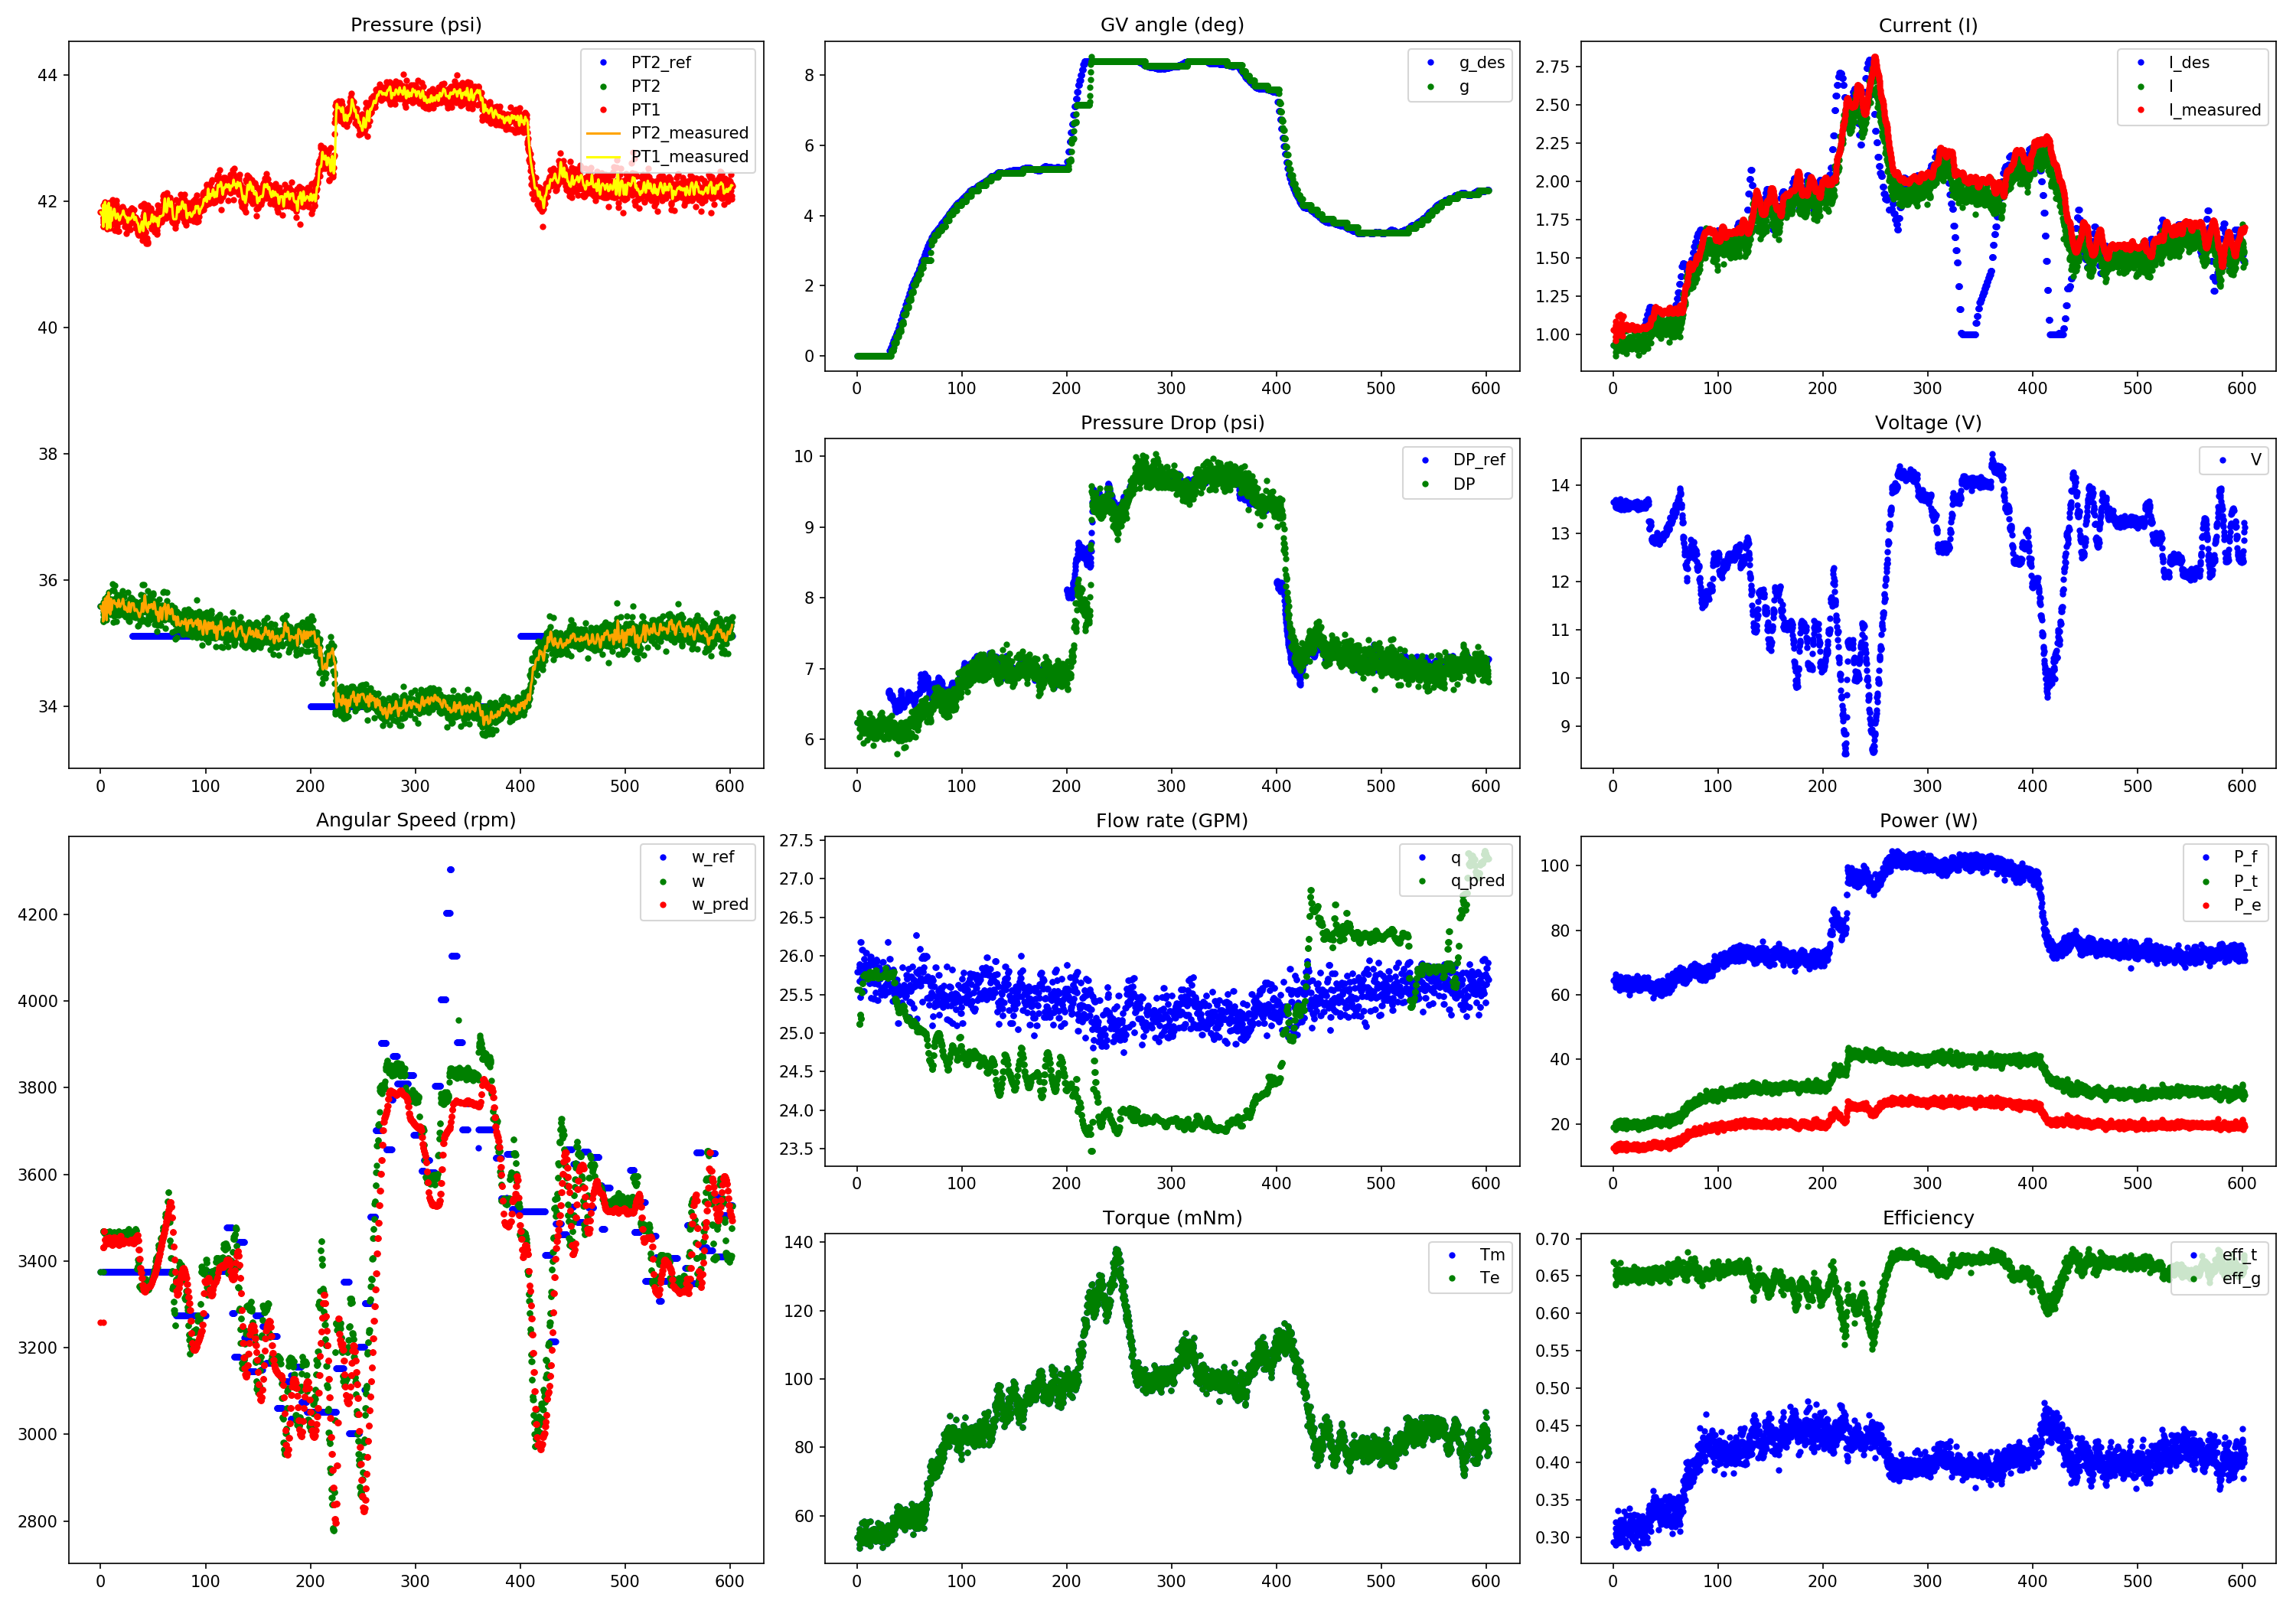 Pressure (psi)
44
42
40
38
36
34
0 100 200 300 400 500 600
PT2_ref
PT2
PT1
PT2_measured
PT1_measured
GV angle (deg)
8
6
4
2
0
0 100 200 300 400 500 600
g_des
g
Current (I)
2.75
2.50
2.25
2.00
1.75
1.50
1.25
1.00
0 100 200 300 400 500 600
I_des
I
I_measured
Pressure Drop (psi)
10
9
8
7
6
0 100 200 300 400 500 600
DP_ref
DP
Voltage (V)
14
13
12
11
10
9
0 100 200 300 400 500 600
V
Angular Speed (rpm)
4200
4000
3800
3600
3400
3200
3000
2800
0 100 200 300 400 500 600
w_ref
w
w_pred
Flow rate (GPM)
27.5
27.0
26.5
26.0
25.5
25.0
24.5
24.0
23.5
0 100 200 300 400 500 600
q
q_pred
Power (W)
100
80
60
40
20
0 100 200 300 400 500 600
P_f
P_t
P_e
Torque (mNm)
140
120
100
80
60
0 100 200 300 400 500 600
Tm
Te
Efficiency
0.70
0.65
0.60
0.55
0.50
0.45
0.40
0.35
0.30
0 100 200 300 400 500 600
eff_t
eff_g